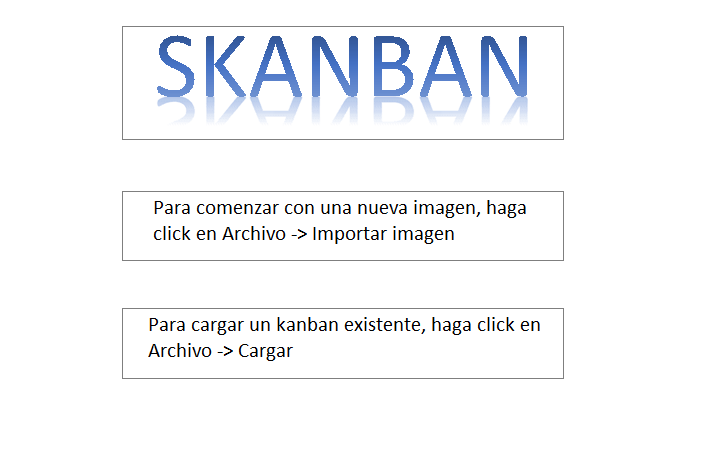 SKANBAN
Para comenzar con una nueva imagen, haga
click en Archivo -> Importar imagen
Para cargar un kanban existente, haga click en
Archivo -> Cargar